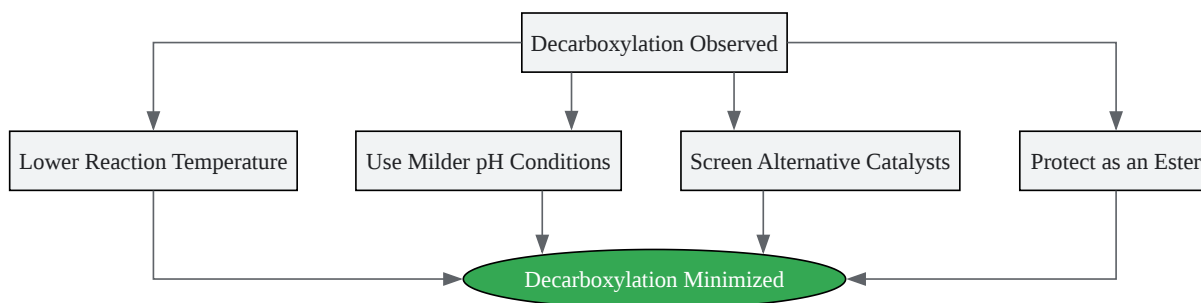 Decarboxylation Observed
Lower Reaction Temperature
Use Milder pH Conditions
Screen Alternative Catalysts
Protect as an Ester
Decarboxylation Minimized